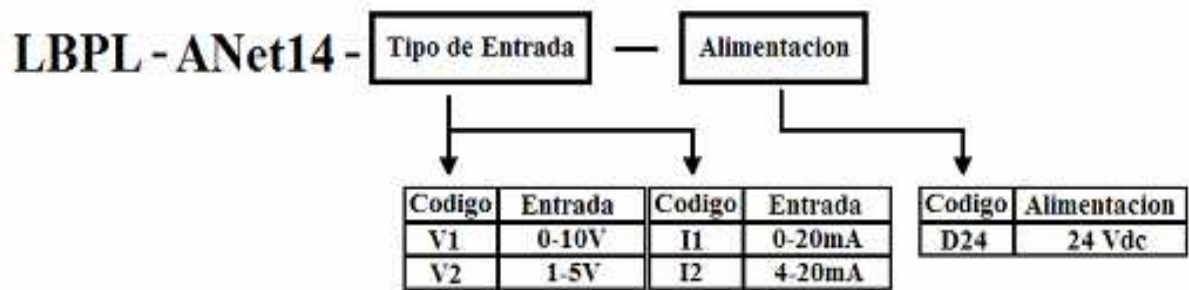 LBPL - ANet14 - Tipo de Entrada — Alimentacion
Codigo Entrada Codigo Entrada Codigo Alimentacion
V1 0-10V I1 0-20mA D24 24 Vdc
V2 1-5V I2 4-20mA